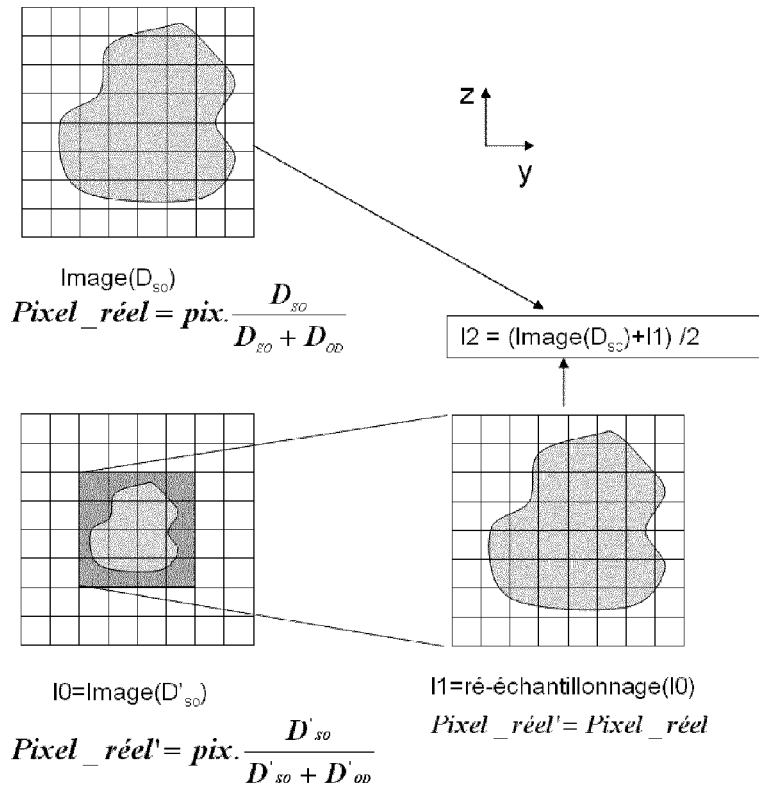 z
y
Image(D_so)
Pixel_réel = pix. D_SO / (D_SO + D_OD)
I2 = (Image(D_so)+I1) /2
I0=Image(D'_so)
Pixel_réel'= pix. D'_SO / (D'_SO + D'_OD)
I1=ré-échantillonnage(I0)
Pixel_réel'= Pixel_réel